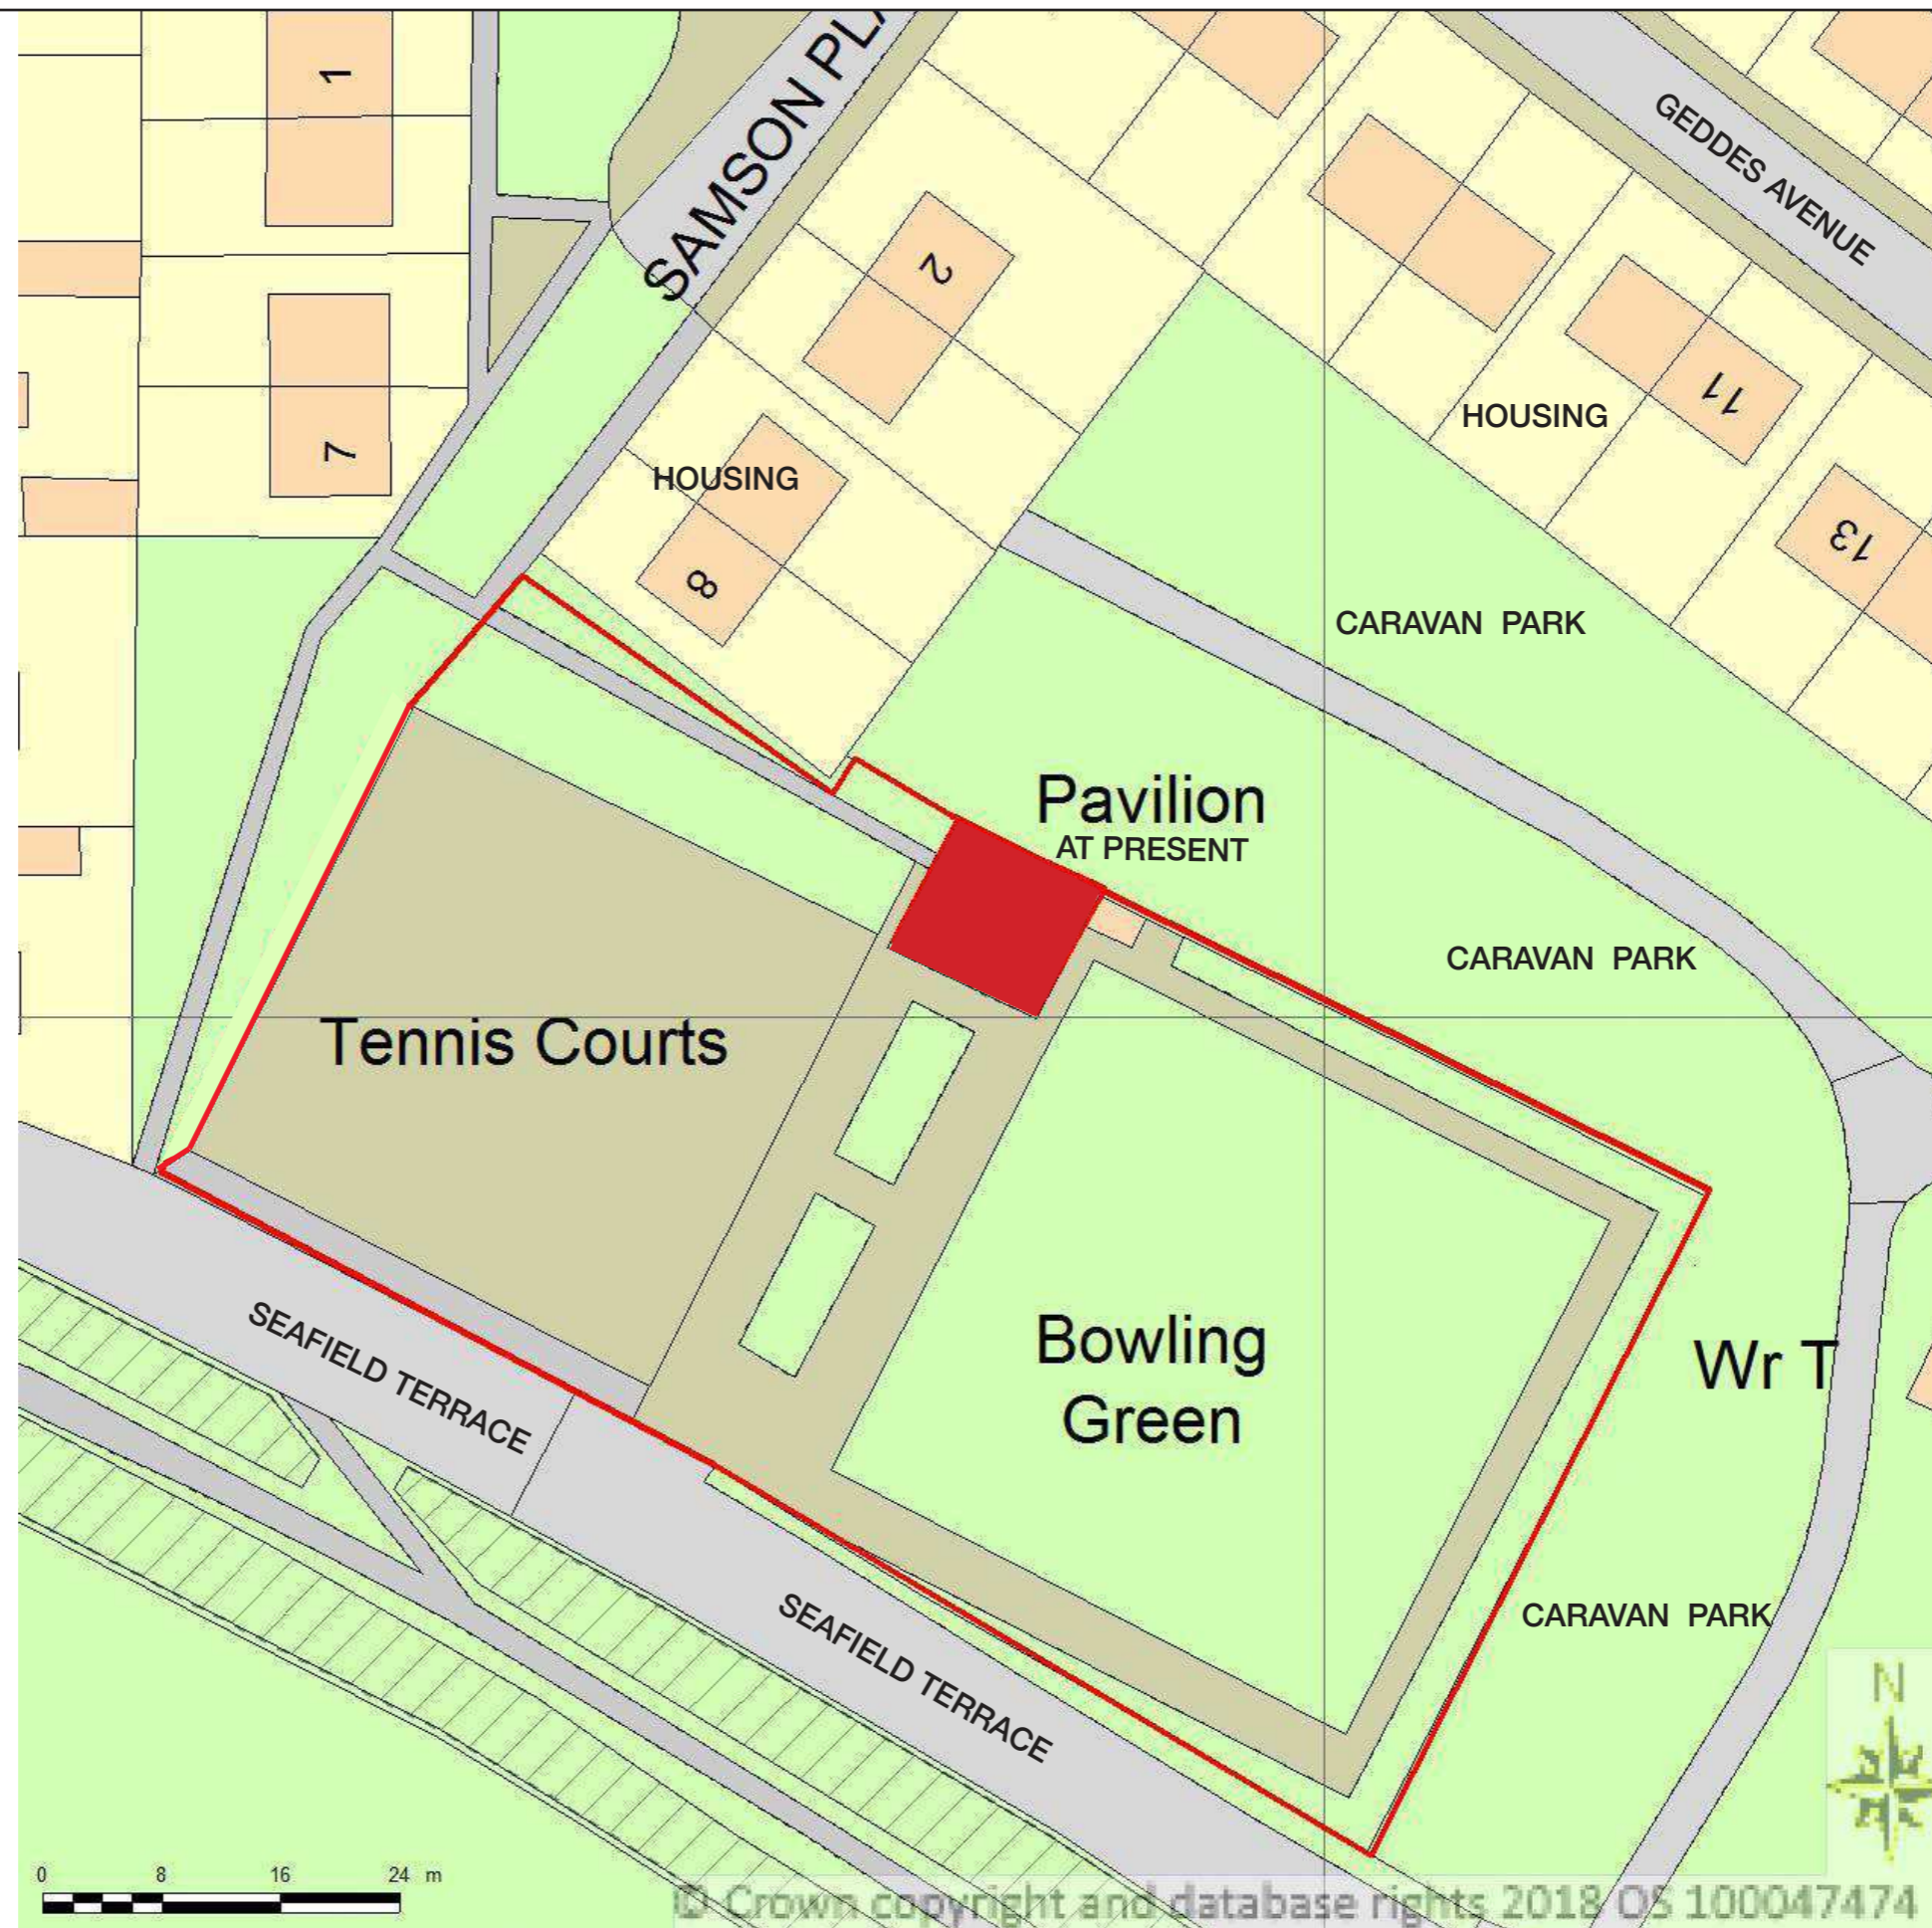 1
SAMSON PLA
GEDDES AVENUE
2
11
HOUSING
7
HOUSING
13
8
CARAVAN PARK
Pavilion
AT PRESENT
CARAVAN PARK
Tennis Courts
SEAFIELD TERRACE
Bowling
Green
Wr T
SEAFIELD TERRACE
CARAVAN PARK
N
0 8 16 24 m
© Crown copyright and database rights 2018 OS 100047474